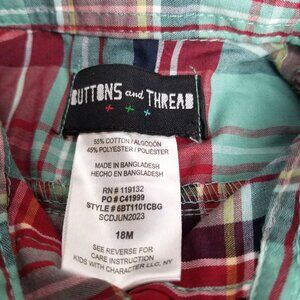 BUTTONS and THREAD
55% COTTON / ALGODÓN
45% POLYESTER / POLIÉSTER
MADE IN BANGLADESH
HECHO EN BANGLADESH
RN # 119132
PO # C41999
STYLE # 6BT1101CBG
SCDJUN2023
18M
SEE REVERSE FOR
CARE INSTRUCTION
KIDS WITH CHARACTER LLC, NY